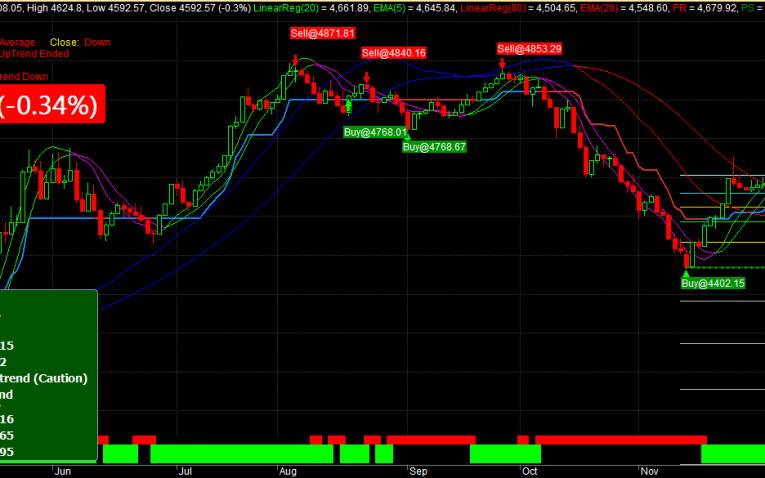 08.05, High 4624.8, Low 4592.57, Close 4592.57 (-0.3%) LinearReg(20) = 4,661.89, EMA(5) = 4,645.84, LinearReg(80) = 4,504.65, EMA(20) = 4,548.60, PR = 4,679.92, PS =
Sell@4871.81
Sell@4840.16
Sell@4853.29
Average Close: Down
UpTrend Ended
rend Down
(-0.34%)
Buy@4768.01
Buy@4768.67
Buy@4402.15
15
2
trend (Caution)
nd
16
65
95
Jun Jul Aug Sep Oct Nov